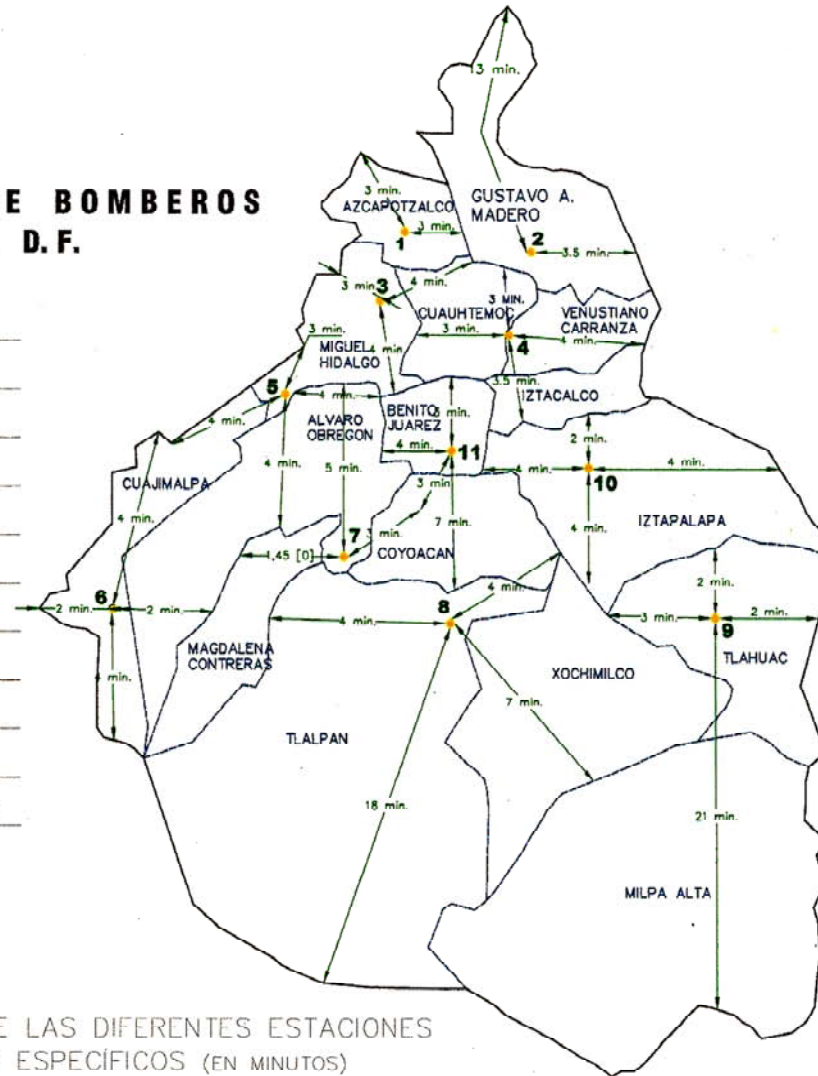 E BOMBEROS
D. F.
13 min.
3 min.
AZCAPOTZALCO
GUSTAVO A.
MADERO
3 min.
1
2
3.5 min.
3 min.
3
4 min.
CUAUHTEMOC
3 MIN.
VENUSTIANO
CARRANZA
3 min.
3 min.
4
4 min.
MIGUEL
HIDALGO
4 min.
3.5 min.
IZTACALCO
5
4 min.
ALVARO
OBREGON
BENITO
JUAREZ
3 min.
4 min.
2 min.
4 min.
11
4 min.
4 min.
10
CUAJIMALPA
4 min.
5 min.
3 min.
7 min.
4 min.
IZTAPALAPA
4 min.
3 min.
7
COYOACAN
1,45 [0]
4 min.
2 min.
6
2 min.
2 min.
8
4 min.
3 min.
2 min.
9
MAGDALENA
CONTRERAS
TLAHUAC
XOCHIMILCO
min.
7 min.
TLALPAN
18 min.
21 min.
MILPA ALTA
E LAS DIFERENTES ESTACIONES
ESPECÍFICOS (EN MINUTOS)